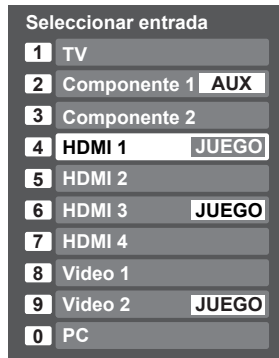 Seleccionar entrada
1 TV
2 Componente 1 AUX
3 Componente 2
4 HDMI 1 JUEGO
5 HDMI 2
6 HDMI 3 JUEGO
7 HDMI 4
8 Video 1
9 Video 2 JUEGO
0 PC